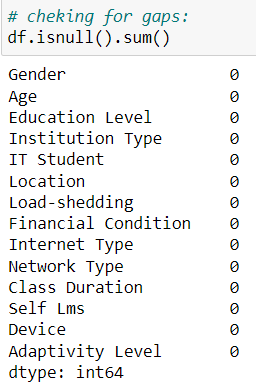 # cheking for gaps:
df.isnull().sum()
Gender 0
Age 0
Education Level 0
Institution Type 0
IT Student 0
Location 0
Load-shedding 0
Financial Condition 0
Internet Type 0
Network Type 0
Class Duration 0
Self Lms 0
Device 0
Adaptivity Level 0
dtype: int64